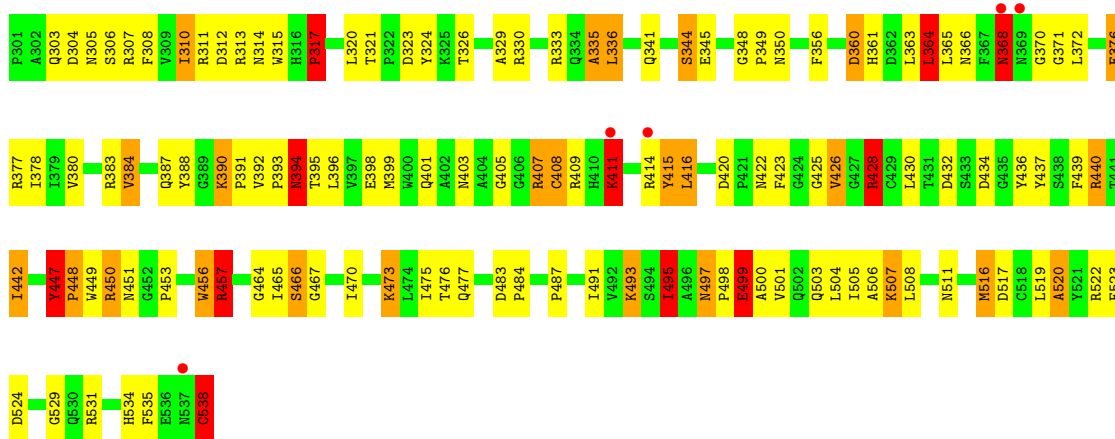 P301 A302 Q303 D304 N305 S306 R307 F308 V309 I310 R311 D312 R313 N314 W315 H316 P317 L320 T321 P322 D323 Y324 K325 T326 A329 R330 R333 Q334 A335 L336 Q341 S344 E345 G348 P349 N350 F356 D360 H361 D362 L363 L364 L365 N366 F367 N368 N369 G370 G371 L372
R377 I378 I379 V380 R383 V384 Q387 Y388 G389 K390 P391 V392 P393 N394 T395 L396 V397 E398 M399 W400 Q401 A402 N403 A404 G405 G406 R407 C408 R409 H410 K411 R414 Y415 L416 D420 P421 N422 F423 G424 G425 V426 G427 R428 C429 L430 T431 D432 S433 D434 G435 Y436 Y437 S438 F439 R440
I442 Y447 P448 W449 R450 N451 G452 P453 W456 R457 G464 I465 S466 G467 I470 K473 L474 I475 T476 Q477 D483 P484 P487 I491 V492 K493 S494 I495 A496 N497 P498 E499 A500 V501 Q502 Q503 L504 I505 A506 K507 L508 N511 M516 D517 C518 L519 A520 Y521 R522
D524 G529 Q530 R531 H534 F535 E536 N537 C538